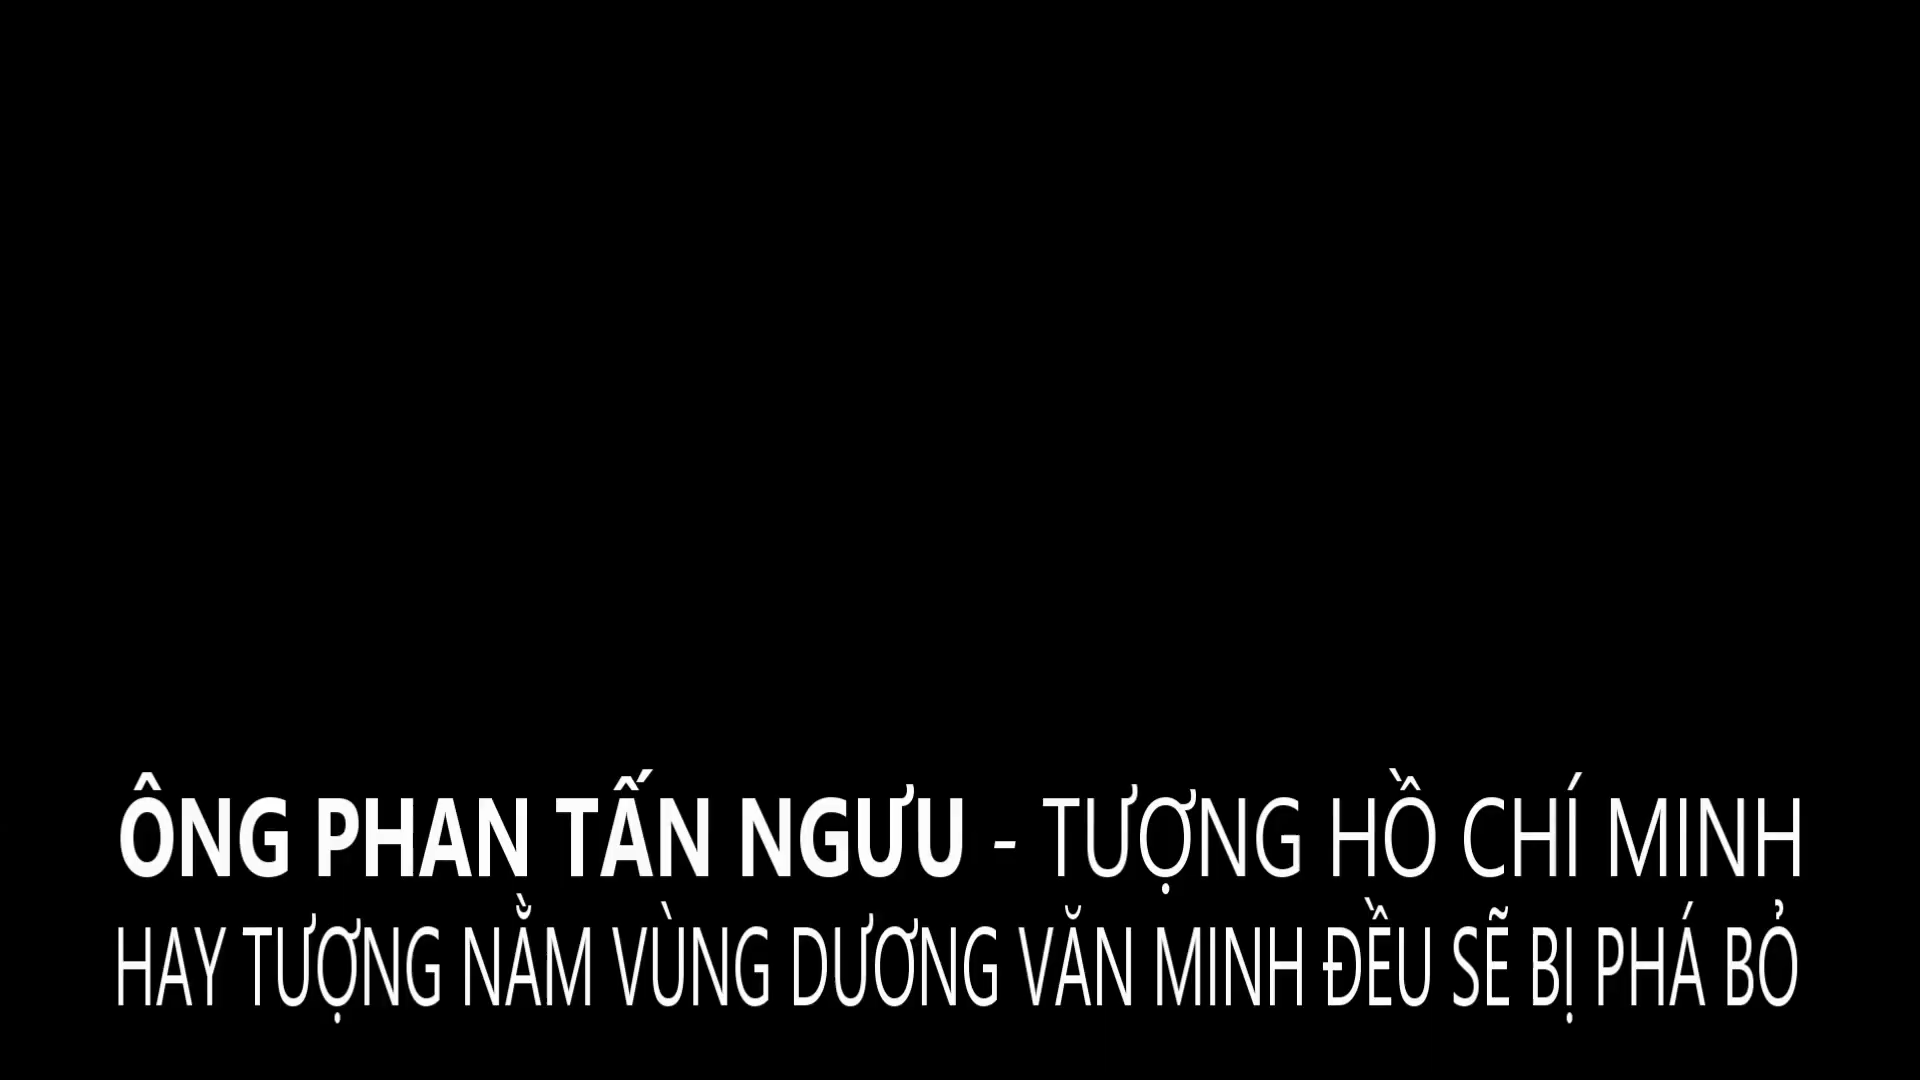 ÔNG PHAN TẤN NGƯU - TƯỢNG HỒ CHÍ MINH
HAY TƯỢNG NẰM VÙNG DƯƠNG VĂN MINH ĐỀU SẼ BỊ PHÁ BỎ